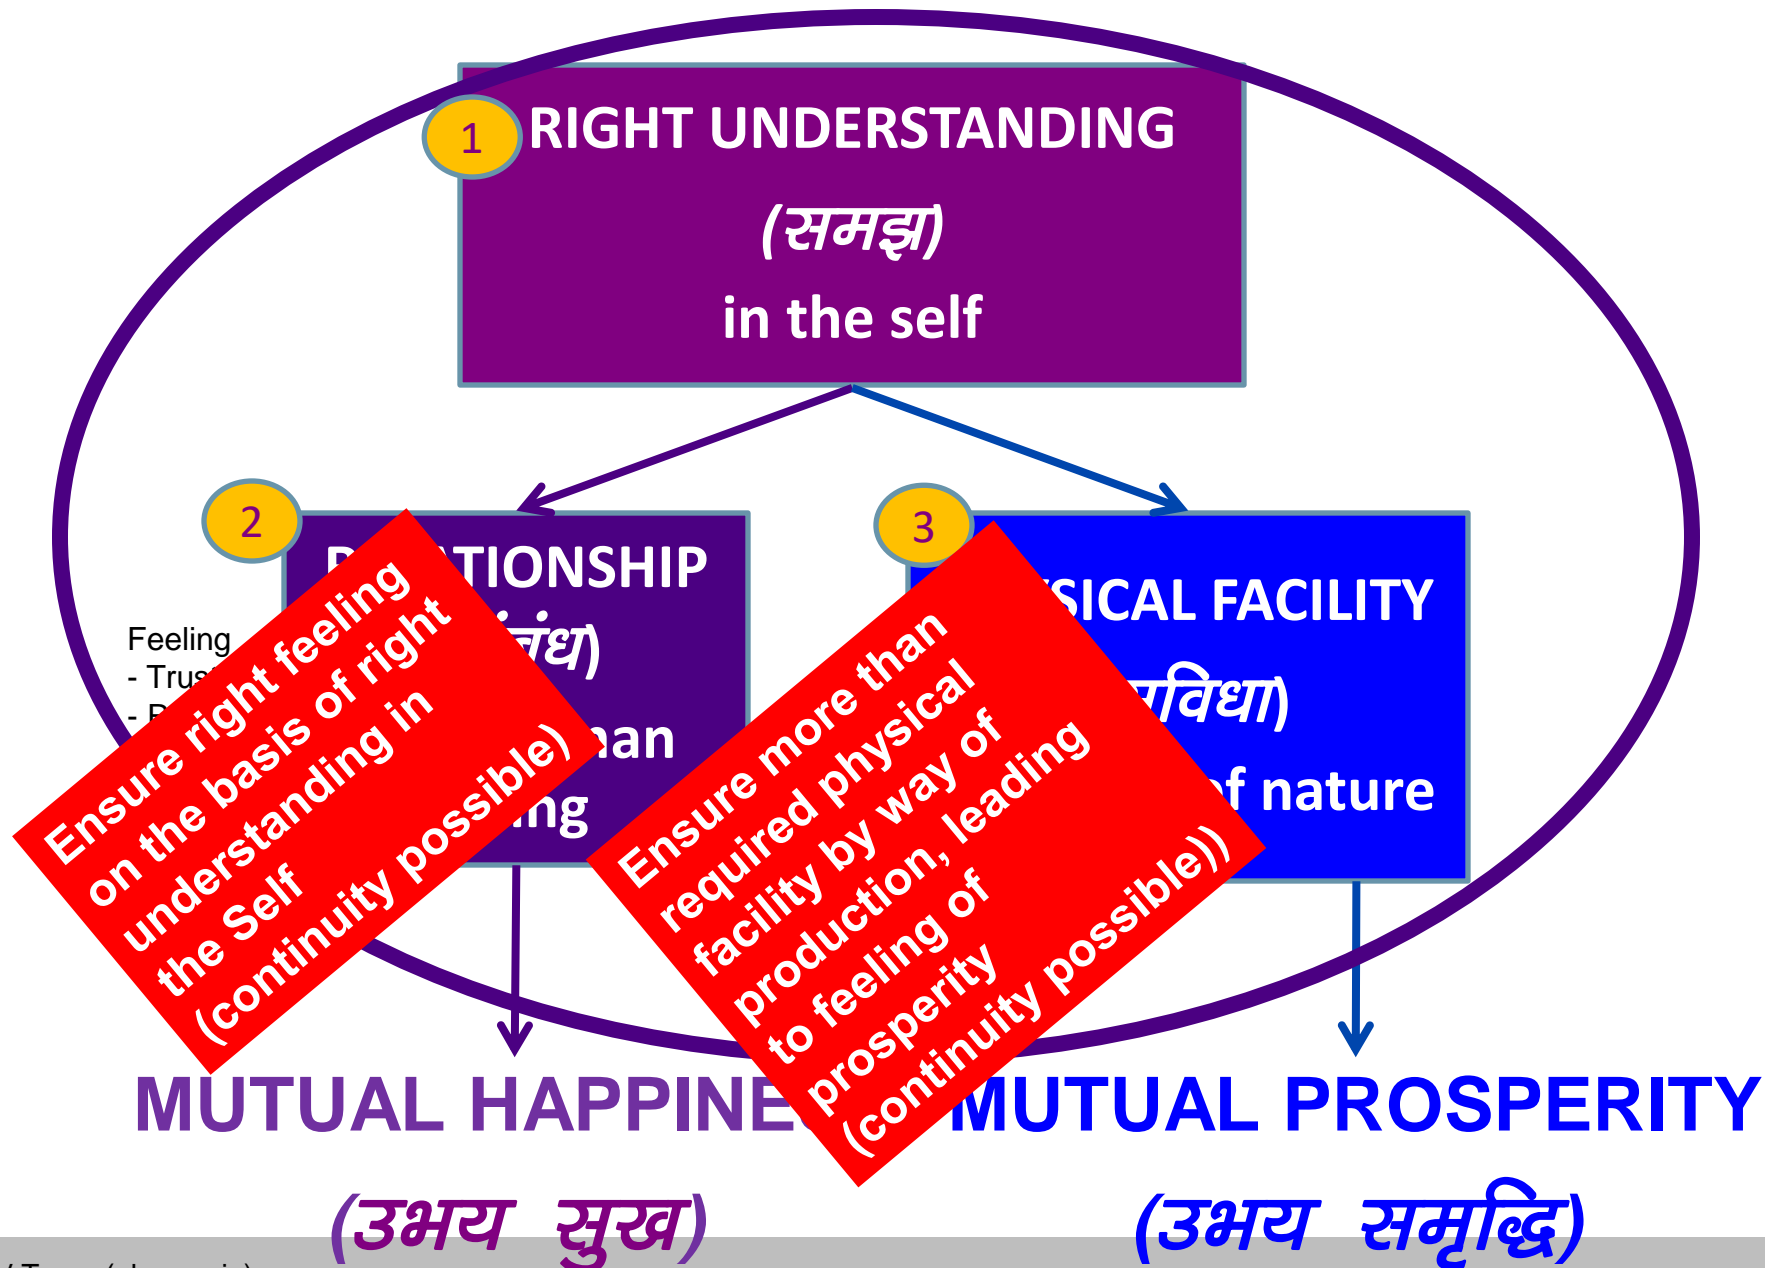 1
RIGHT UNDERSTANDING
(समझ)
in the self
2
TIONSHIP
3
SICAL FACILITY
Feeling
of nature
Ensure right feeling
on the basis of right
understanding in
the Self
(continuity possible)
Ensure more than
required physical
facility by way of
production, leading
to feeling of
prosperity
(continuity possible))
MUTUAL HAPPINE
MUTUAL PROSPERITY
(उभय सुख)
(उभय समृद्धि)